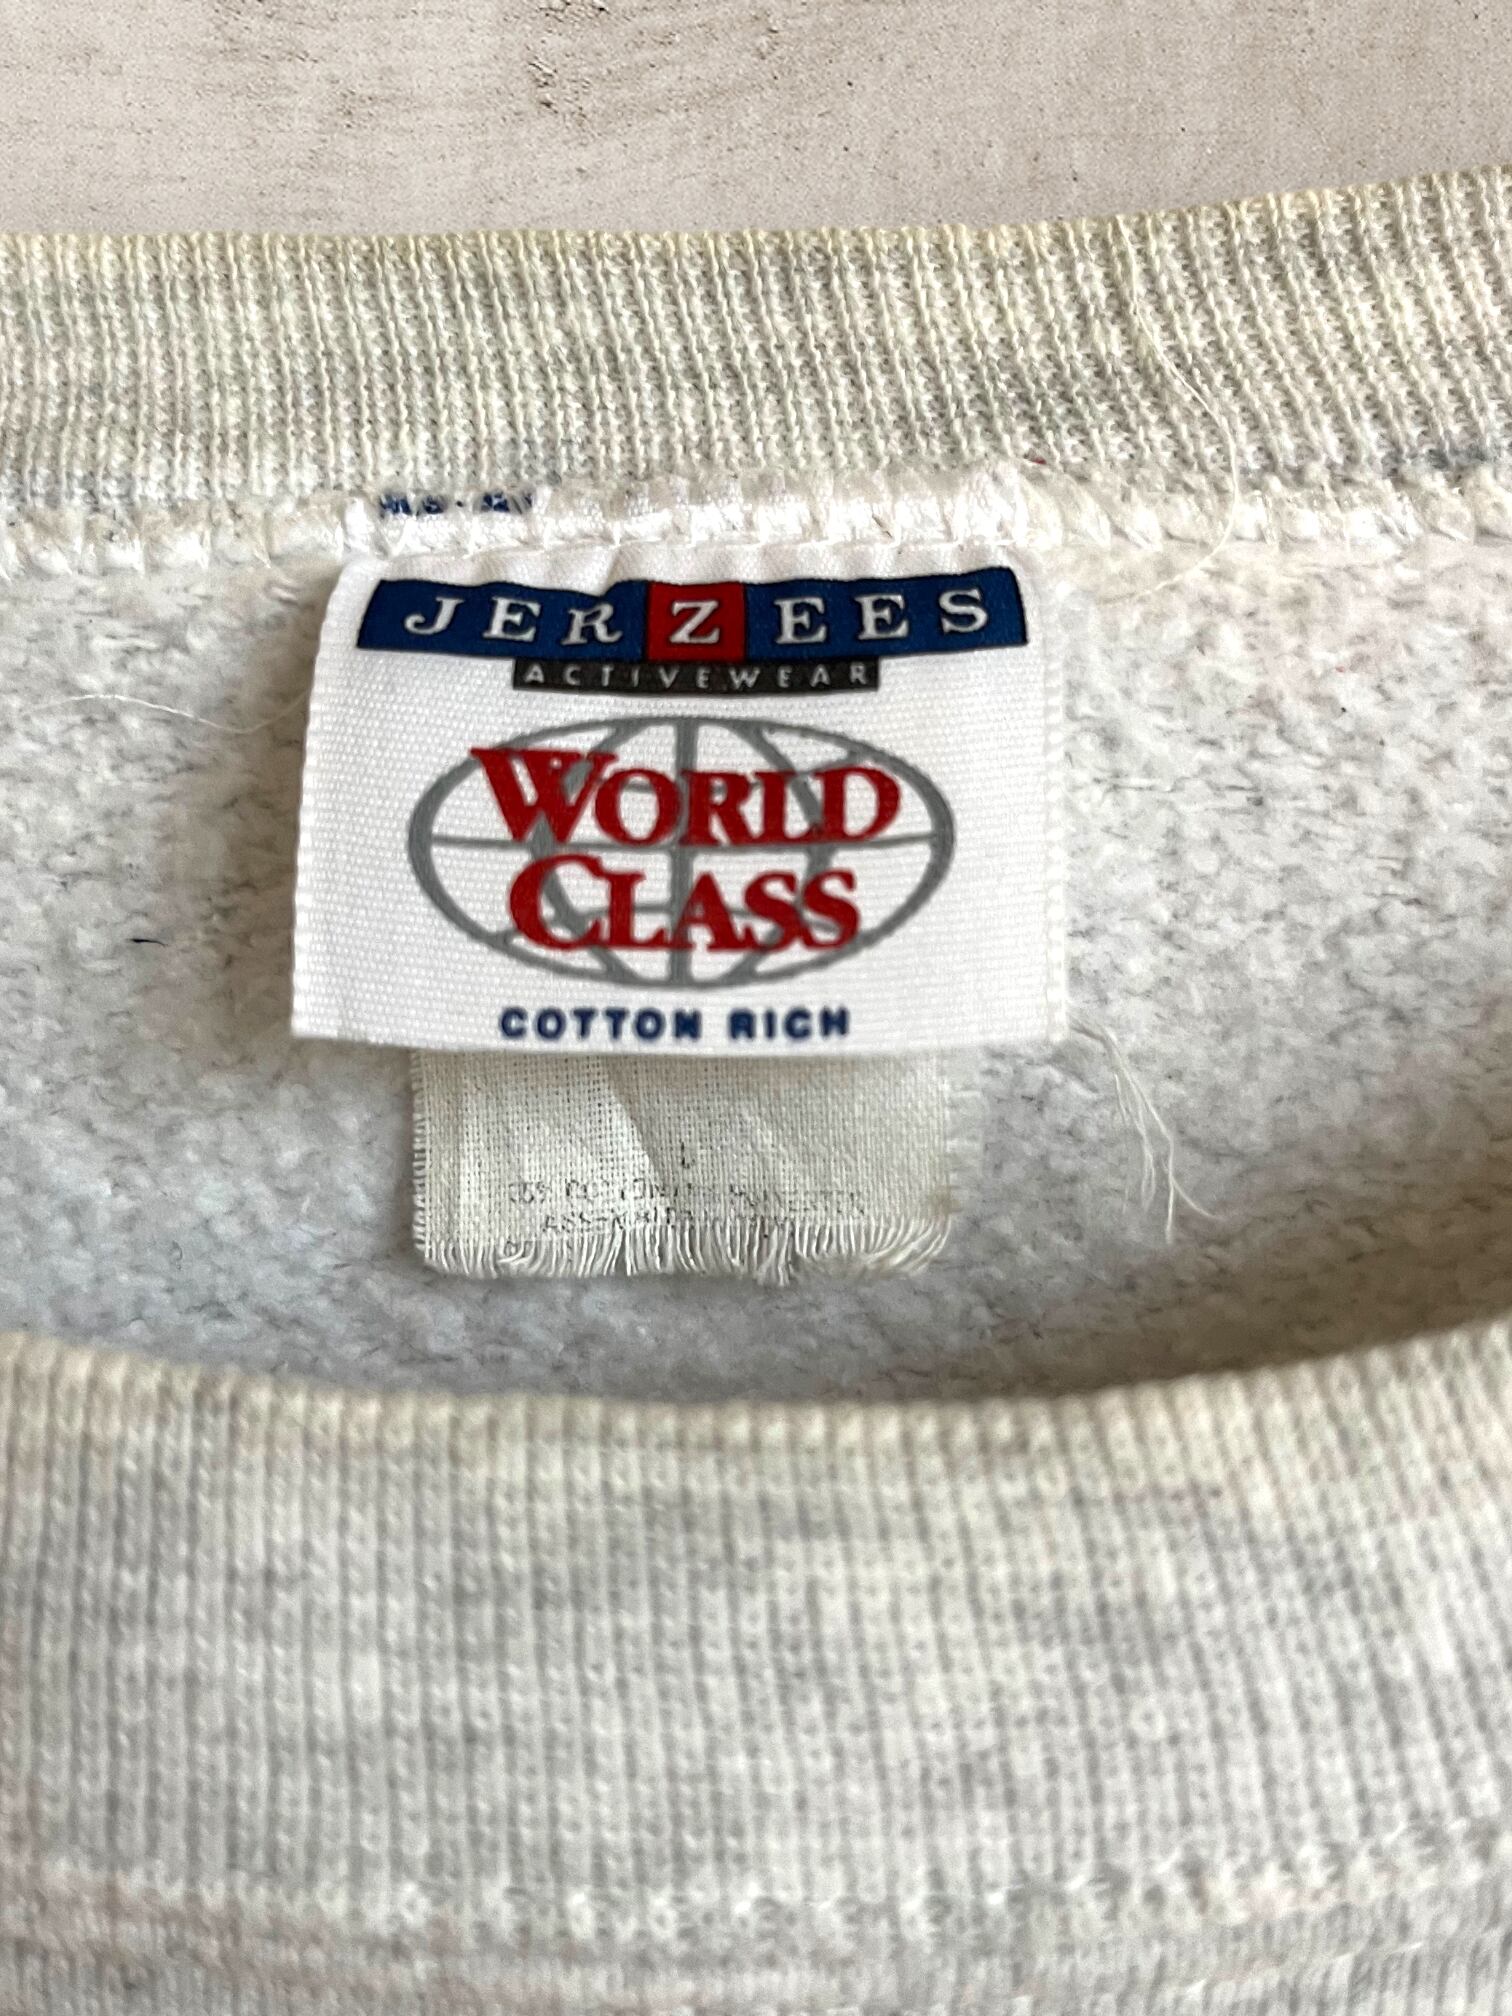 JERZEES
ACTIVEWEAR
WORLD
CLASS
COTTON RICH
L